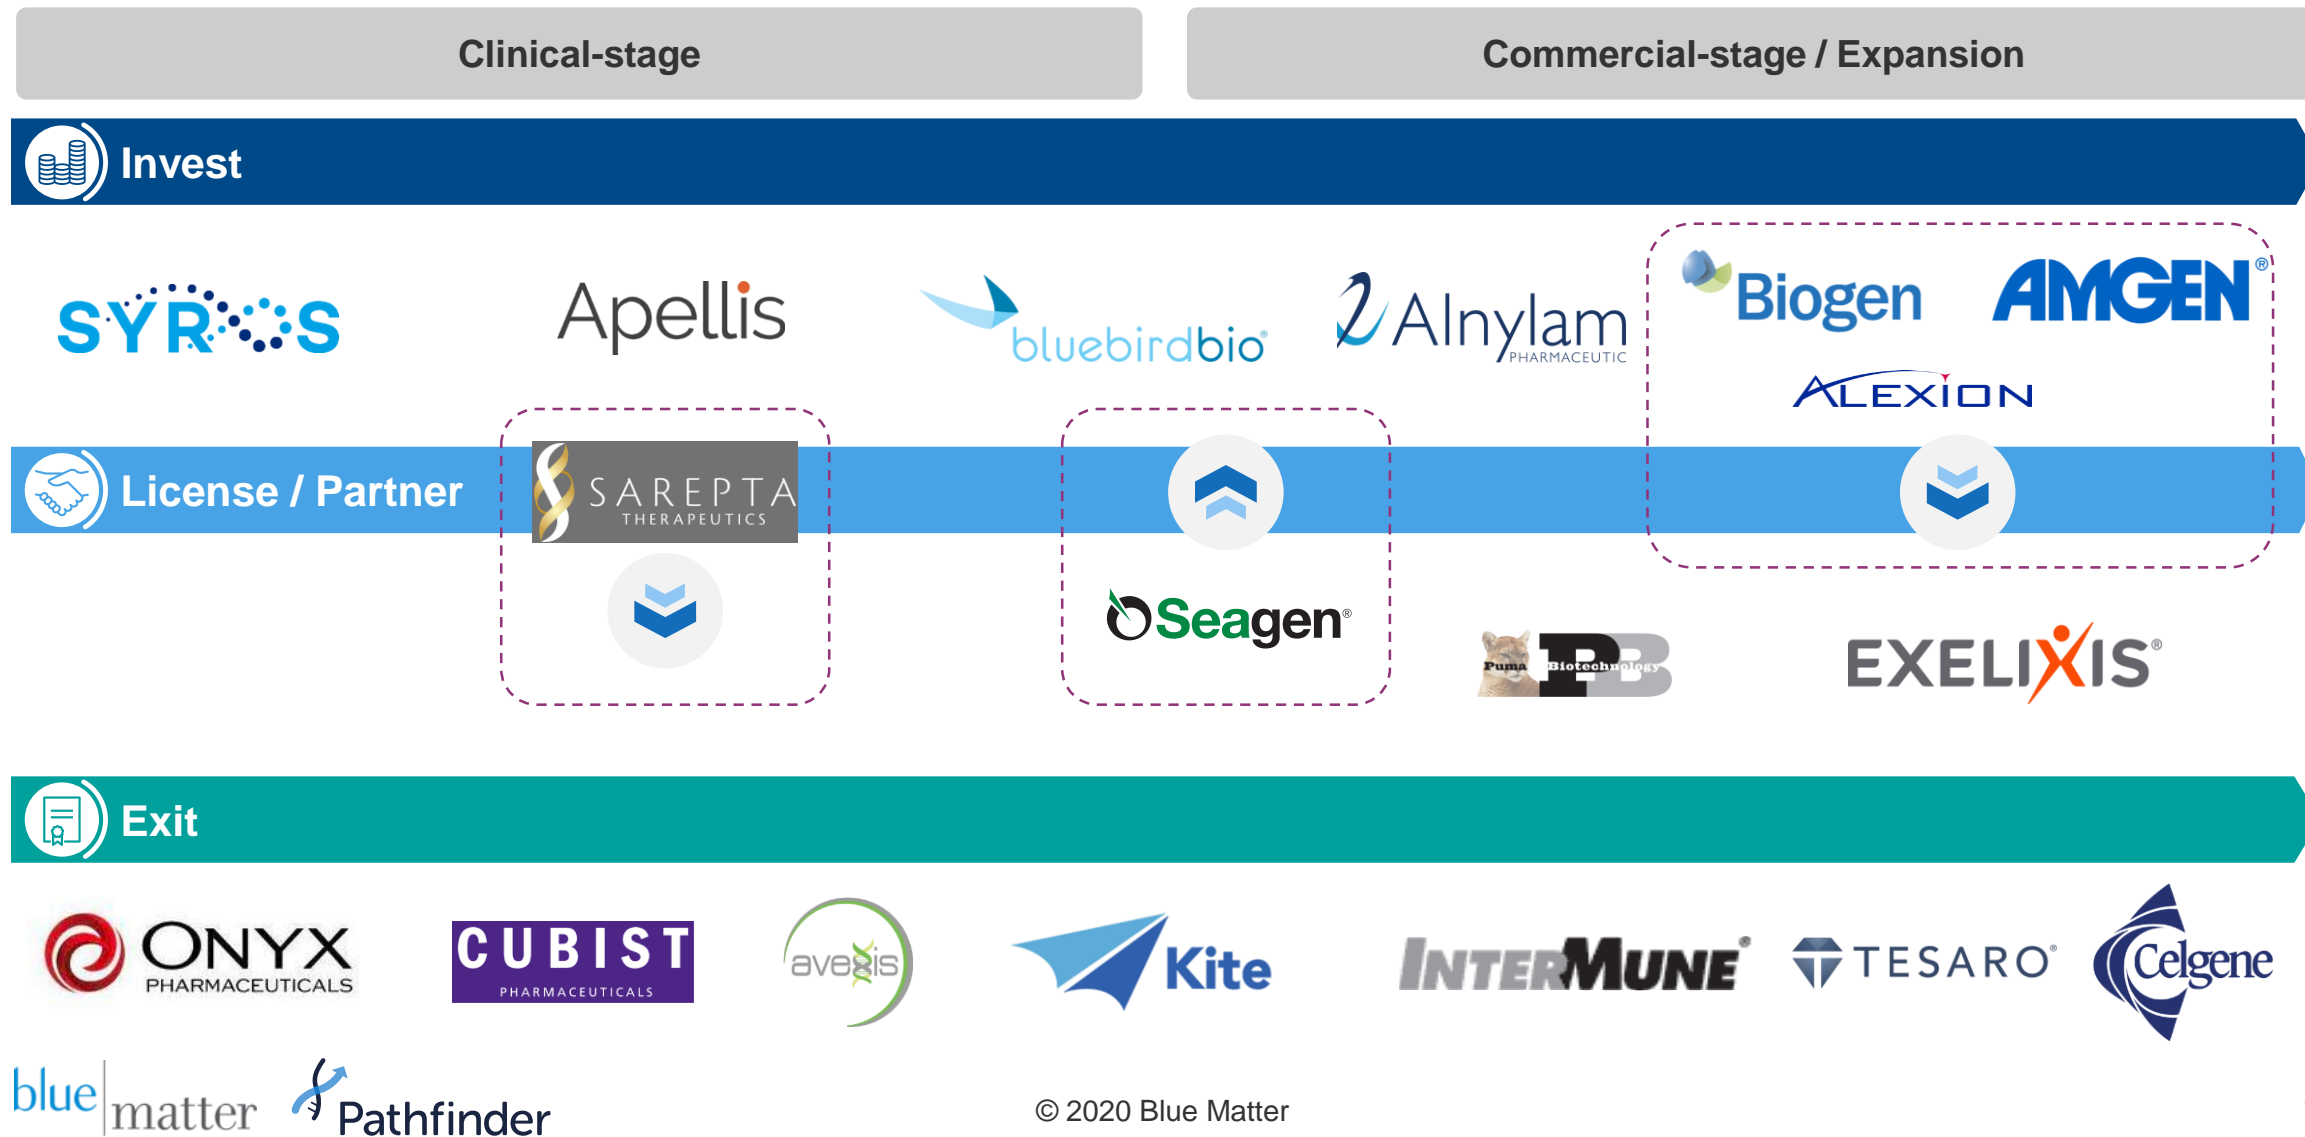 Clinical-stage
Commercial-stage / Expansion
Invest
SYROS
Apellis
bluebirdbio®
Alnylam
PHARMACEUTIC
Biogen
AMGEN®
ALEXION
License / Partner
SAREPTA
THERAPEUTICS
Seagen®
Puma Biotechnology
PB
EXELIXIS®
Exit
ONYX
PHARMACEUTICALS
CUBIST
PHARMACEUTICALS
avexis
Kite
INTERMUNE®
TESARO®
Celgene
blue matter
Pathfinder
© 2020 Blue Matter